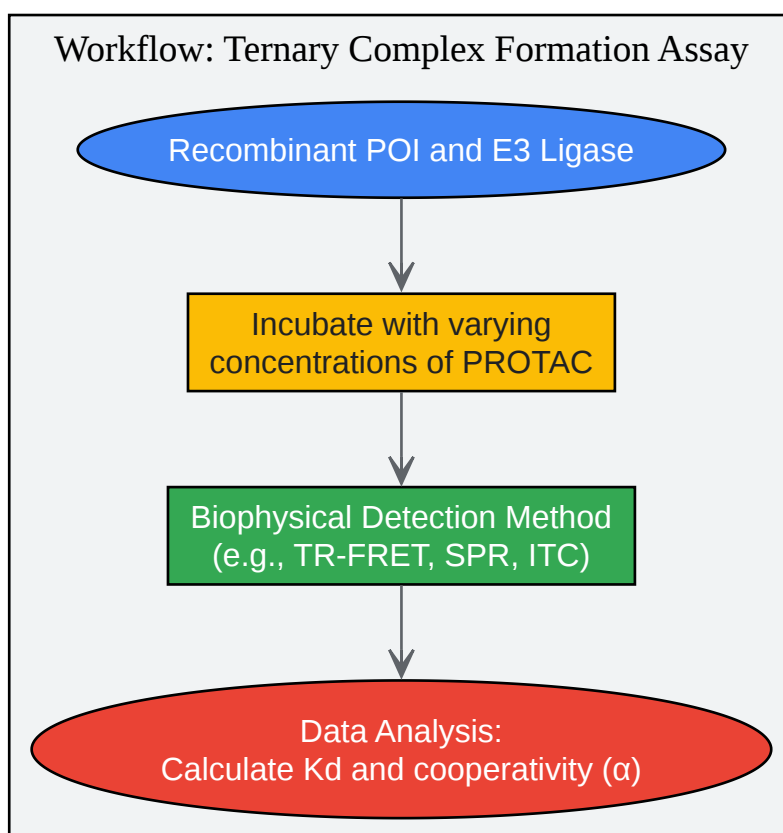 Workflow: Ternary Complex Formation Assay
Recombinant POI and E3 Ligase
Incubate with varying
concentrations of PROTAC
Biophysical Detection Method
(e.g., TR-FRET, SPR, ITC)
Data Analysis:
Calculate Kd and cooperativity (α)